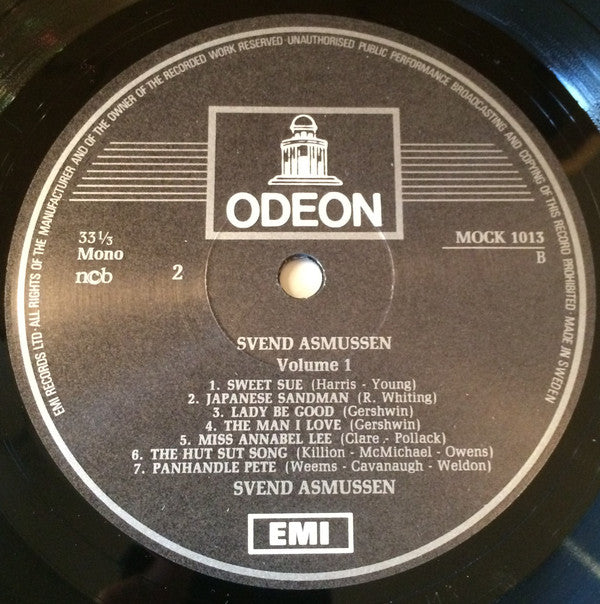 EMI RECORDS LTD · ALL RIGHTS OF THE MANUFACTURER AND OF THE OWNER OF THE RECORDED WORK RESERVED · UNAUTHORISED PUBLIC PERFORMANCE BROADCASTING AND COPYING OF THIS RECORD PROHIBITED · MADE IN SWEDEN
ODEON
33 1/3
Mono
ncb
2
MOCK 1013
B
SVEND ASMUSSEN
Volume 1
1. SWEET SUE (Harris - Young)
2. JAPANESE SANDMAN (R. Whiting)
3. LADY BE GOOD (Gershwin)
4. THE MAN I LOVE (Gershwin)
5. MISS ANNABEL LEE (Clare - Pollack)
6. THE HUT SUT SONG (Killion - McMichael - Owens)
7. PANHANDLE PETE (Weems - Cavanaugh - Weldon)
SVEND ASMUSSEN
EMI